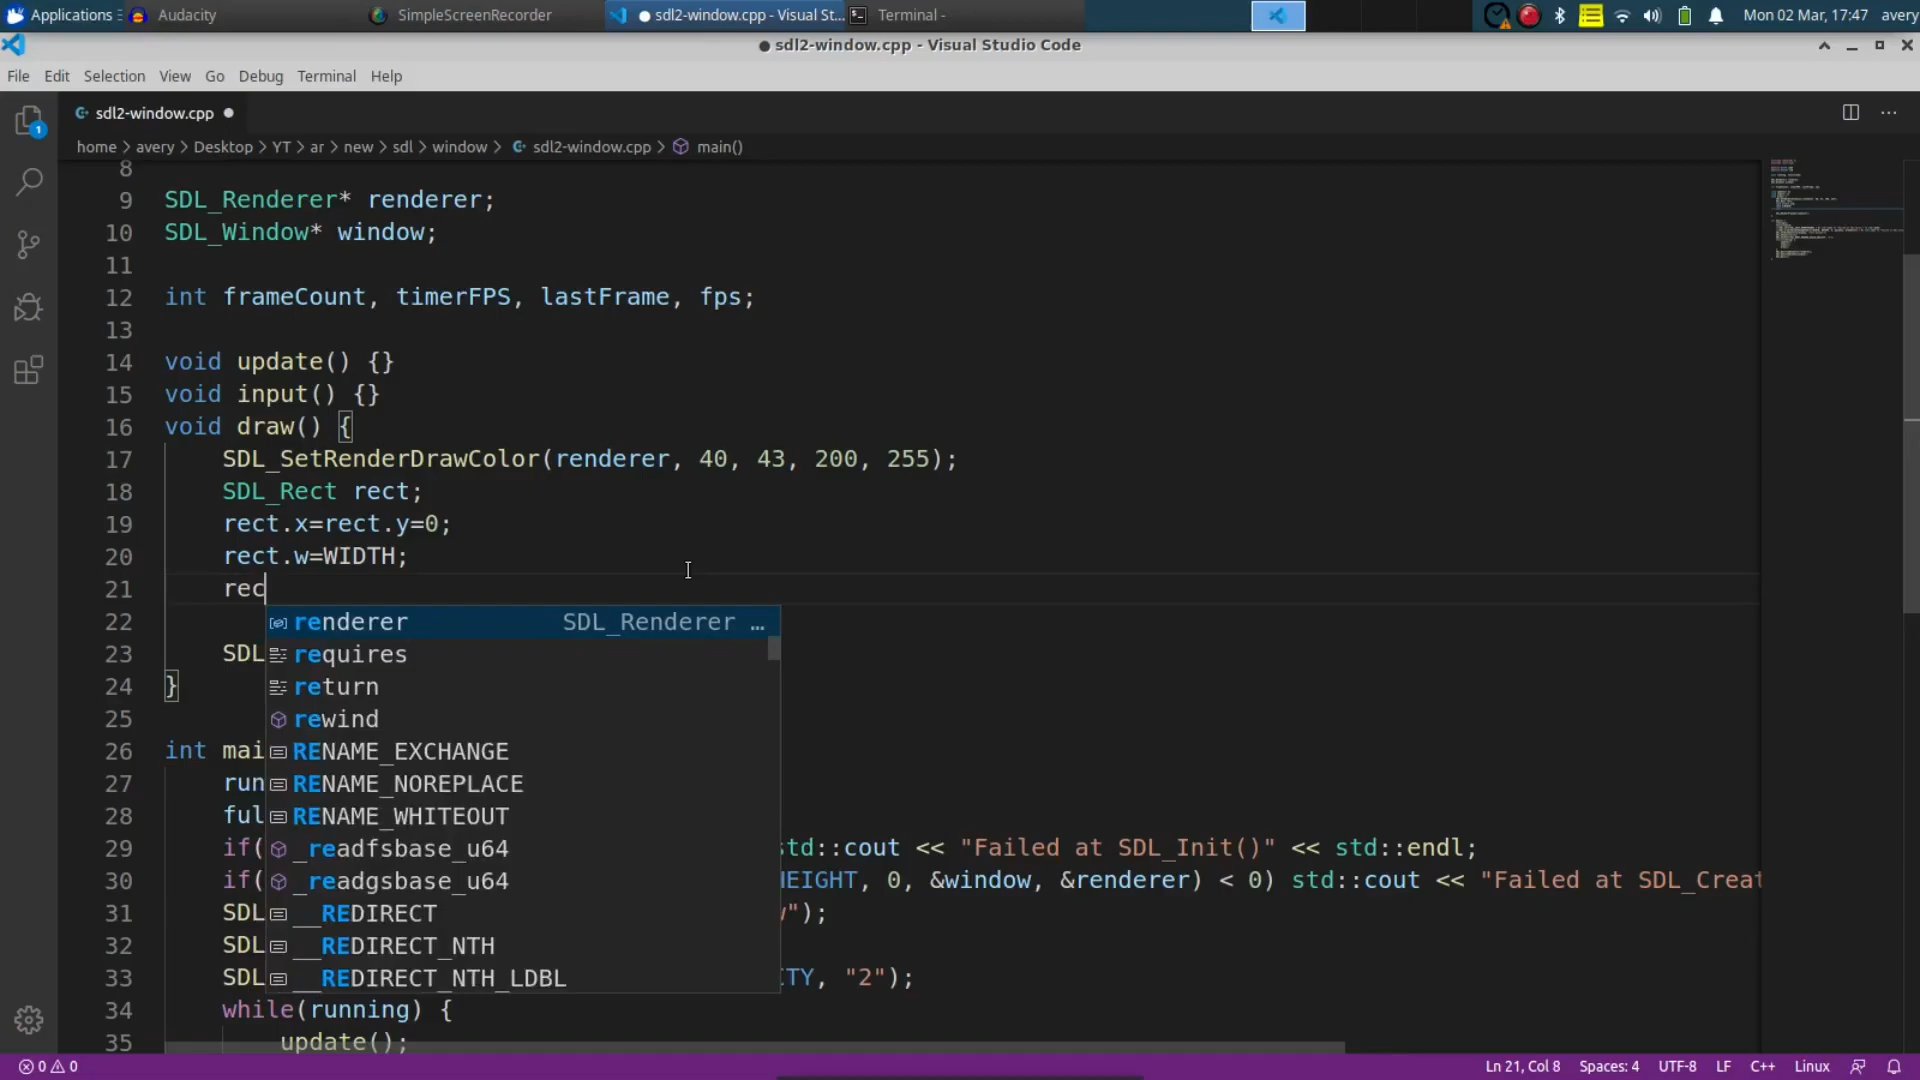 Applications
Audacity
SimpleScreenRecorder
● sdl2-window.cpp - Visual St...
Terminal -
Mon 02 Mar, 17:47
avery
● sdl2-window.cpp - Visual Studio Code
File Edit Selection View Go Debug Terminal Help
1
sdl2-window.cpp ●
home > avery > Desktop > YT > ar > new > sdl > window > sdl2-window.cpp > main()
8
9 SDL_Renderer* renderer;
10 SDL_Window* window;
11
12 int frameCount, timerFPS, lastFrame, fps;
13
14 void update() {}
15 void input() {}
16 void draw() {
17 SDL_SetRenderDrawColor(renderer, 40, 43, 200, 255);
18 SDL_Rect rect;
19 rect.x=rect.y=0;
20 rect.w=WIDTH;
21 rec
22 renderer SDL_Renderer ...
23 SDL requires
24 } return
25 rewind
26 int mai RENAME_EXCHANGE
27 run RENAME_NOREPLACE
28 ful RENAME_WHITEOUT
29 if( _readfsbase_u64 std::cout << "Failed at SDL_Init()" << std::endl;
30 if( _readgsbase_u64 HEIGHT, 0, &window, &renderer) < 0) std::cout << "Failed at SDL_Creat
31 SDL __REDIRECT ");
32 SDL __REDIRECT_NTH
33 SDL __REDIRECT_NTH_LDBL ITY, "2");
34 while(running) {
35 update();
0 0
Ln 21, Col 8
Spaces: 4
UTF-8
LF
C++
Linux